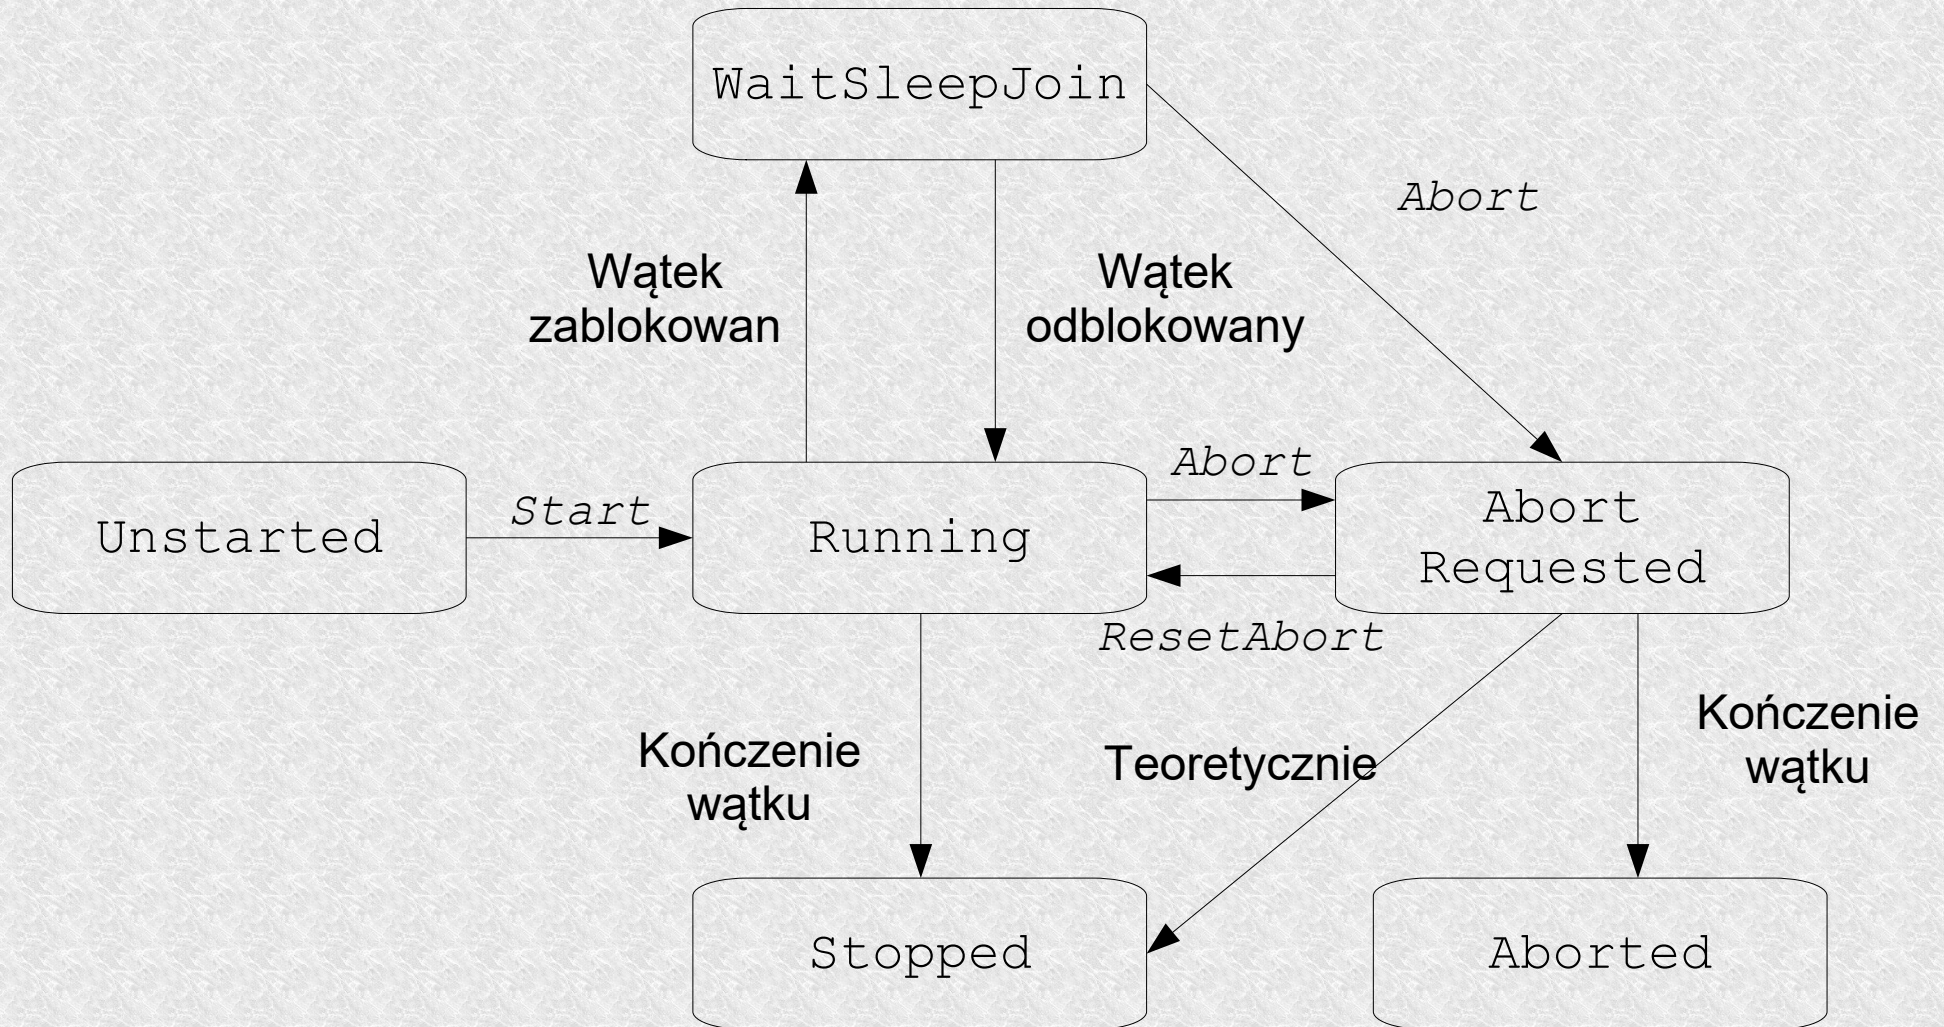 WaitSleepJoin
Abort
Wątek
zablokowan
Wątek
odblokowany
Unstarted
Start
Running
Abort
Abort
Requested
ResetAbort
Kończenie
wątku
Teoretycznie
Kończenie
wątku
Stopped
Aborted